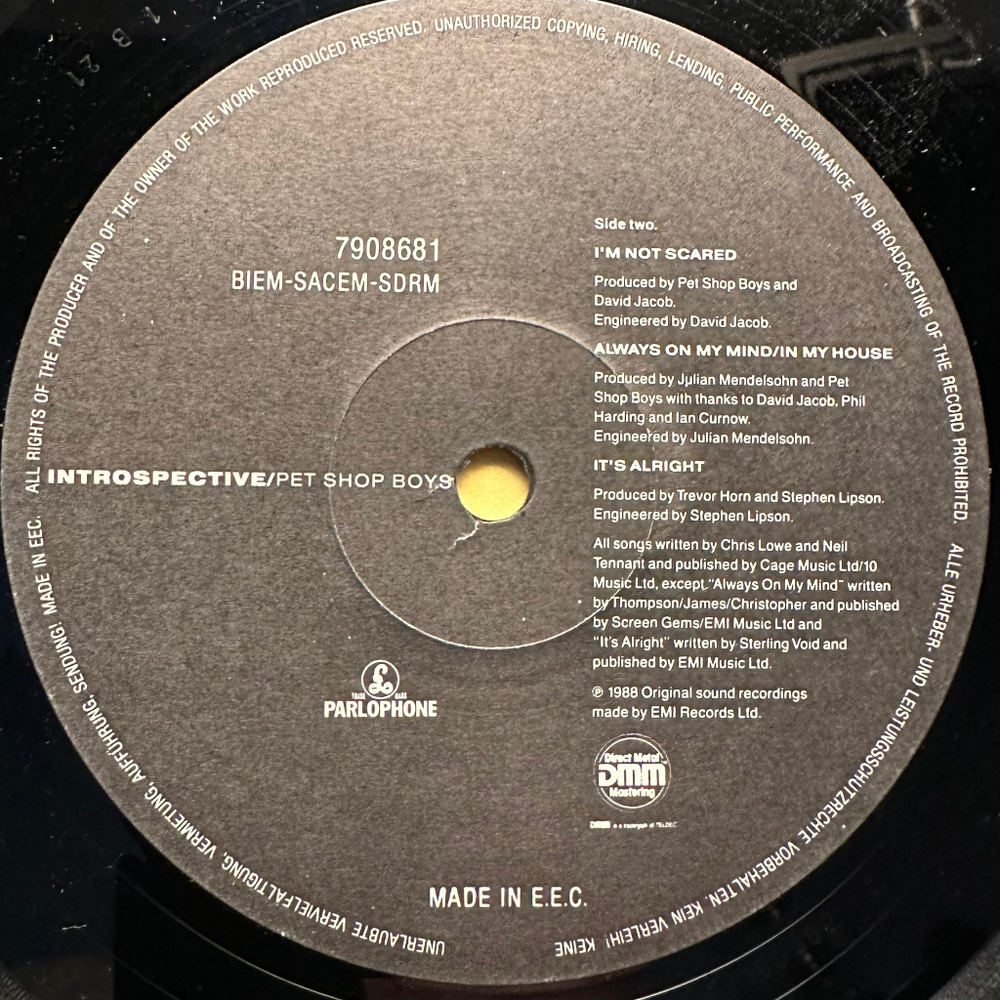 ALL RIGHTS OF THE PRODUCER AND OF THE OWNER OF THE WORK REPRODUCED RESERVED. UNAUTHORIZED COPYING, HIRING, LENDING, PUBLIC PERFORMANCE AND BROADCASTING OF THE RECORD PROHIBITED.
ALLE URHEBER- UND LEISTUNGSSCHUTZRECHTE VORBEHALTEN. KEIN VERLEIH! KEINE
UNERLAUBTE VERVIELFÄLTIGUNG, VERMIETUNG, AUFFÜHRUNG, SENDUNG! MADE IN EEC.
7908681
BIEM-SACEM-SDRM
INTROSPECTIVE/PET SHOP BOYS
TRADE MARK
PARLOPHONE
Side two.
I'M NOT SCARED
Produced by Pet Shop Boys and
David Jacob.
Engineered by David Jacob.
ALWAYS ON MY MIND/IN MY HOUSE
Produced by Julian Mendelsohn and Pet
Shop Boys with thanks to David Jacob, Phil
Harding and Ian Curnow.
Engineered by Julian Mendelsohn.
IT'S ALRIGHT
Produced by Trevor Horn and Stephen Lipson.
Engineered by Stephen Lipson.
All songs written by Chris Lowe and Neil
Tennant and published by Cage Music Ltd/10
Music Ltd, except "Always On My Mind" written
by Thompson/James/Christopher and published
by Screen Gems/EMI Music Ltd and
"It's Alright" written by Sterling Void and
published by EMI Music Ltd.
℗ 1988 Original sound recordings
made by EMI Records Ltd.
Direct Metal
DMM
Mastering
DMM is a trademark of TELDEC
MADE IN E.E.C.